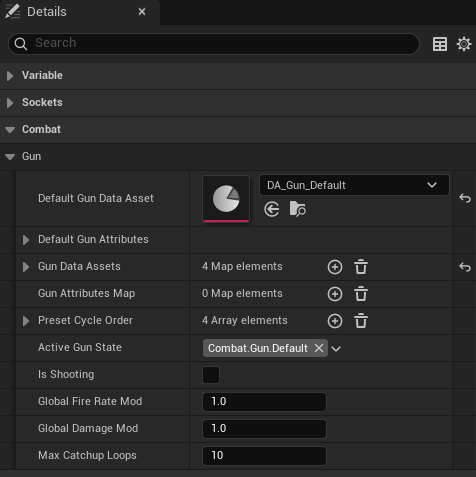 Details
Search
Variable
Sockets
Combat
Gun
Default Gun Data Asset DA_Gun_Default
Default Gun Attributes
Gun Data Assets 4 Map elements
Gun Attributes Map 0 Map elements
Preset Cycle Order 4 Array elements
Active Gun State Combat.Gun.Default
Is Shooting
Global Fire Rate Mod 1.0
Global Damage Mod 1.0
Max Catchup Loops 10